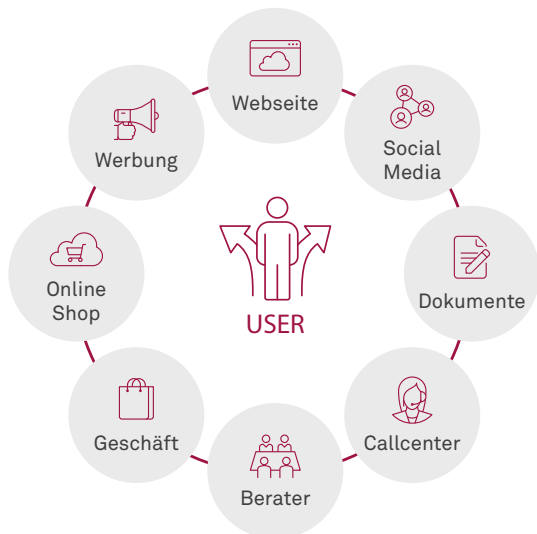 Webseite
Social
Media
Dokumente
Callcenter
Berater
Geschäft
Online
Shop
Werbung
USER